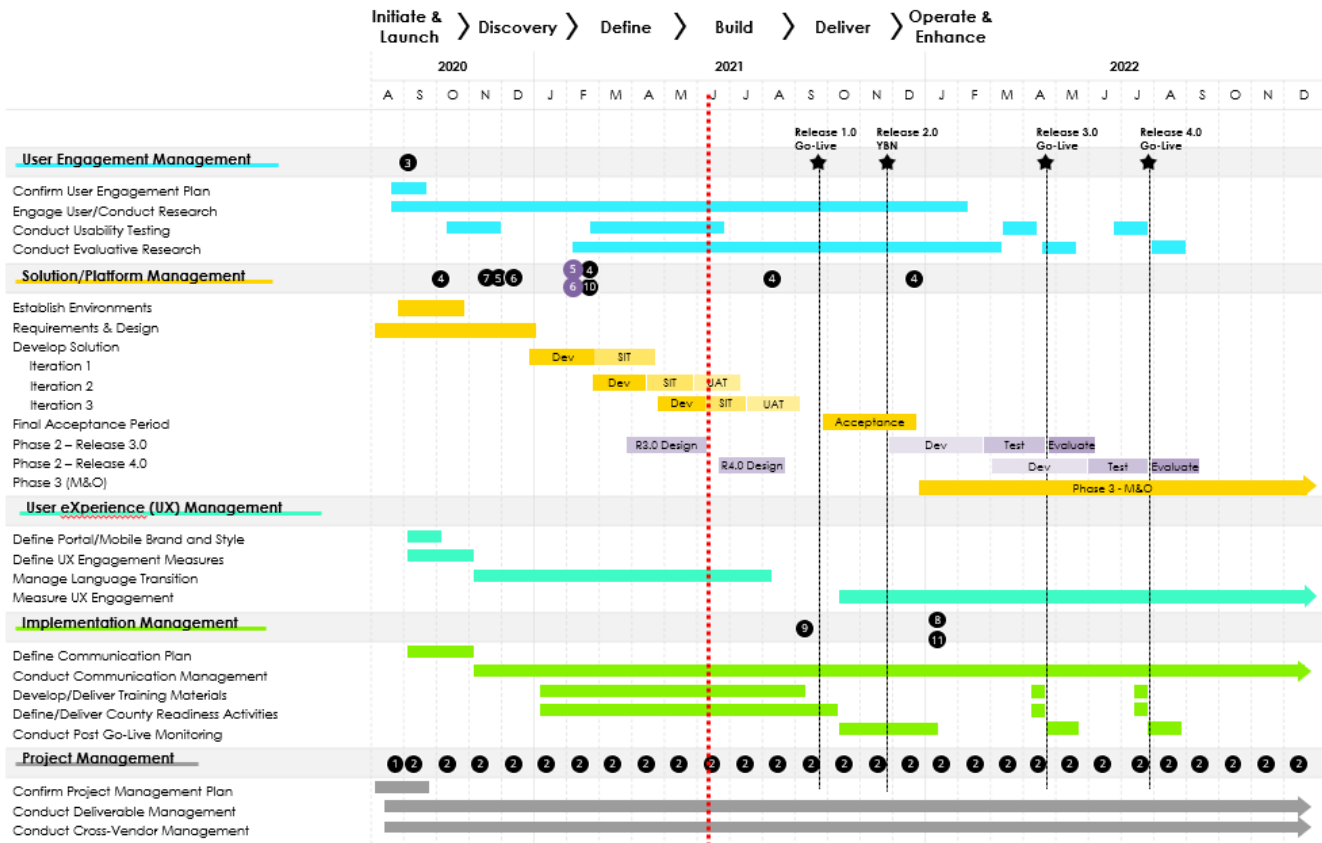 Initiate & Launch
Discovery
Define
Build
Deliver
Operate & Enhance
2020 2021 2022
A S O N D J F M A M J J A S O N D J F M A M J J A S O N D
Release 1.0 Go-Live
Release 2.0 YBN
Release 3.0 Go-Live
Release 4.0 Go-Live
User Engagement Management
3
Confirm User Engagement Plan
Engage User/Conduct Research
Conduct Usability Testing
Conduct Evaluative Research
Solution/Platform Management
4 7 5 6 5 4 4 4
6 10
Establish Environments
Requirements & Design
Develop Solution
Dev SIT
Iteration 1
Iteration 2
Dev SIT UAT
Iteration 3
Dev SIT UAT
Final Acceptance Period
Acceptance
Phase 2 – Release 3.0
R3.0 Design Dev Test Evaluate
Phase 2 – Release 4.0
R4.0 Design Dev Test Evaluate
Phase 3 (M&O)
Phase 3 - M&O
User eXperience (UX) Management
Define Portal/Mobile Brand and Style
Define UX Engagement Measures
Manage Language Transition
Measure UX Engagement
Implementation Management
9 8
11
Define Communication Plan
Conduct Communication Management
Develop/Deliver Training Materials
Define/Deliver County Readiness Activities
Conduct Post Go-Live Monitoring
Project Management
1 2 2 2 2 2 2 2 2 2 2 2 2 2 2 2 2 2 2 2 2 2 2 2 2 2 2 2 2
Confirm Project Management Plan
Conduct Deliverable Management
Conduct Cross-Vendor Management